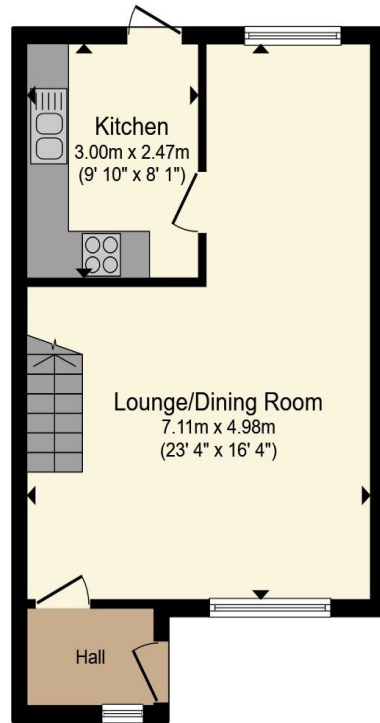 Kitchen
3.00m x 2.47m
(9' 10" x 8' 1")
Lounge/Dining Room
7.11m x 4.98m
(23' 4" x 16' 4")
Hall